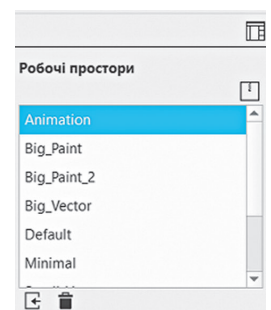 Робочі простори
Animation
Big_Paint
Big_Paint_2
Big_Vector
Default
Minimal